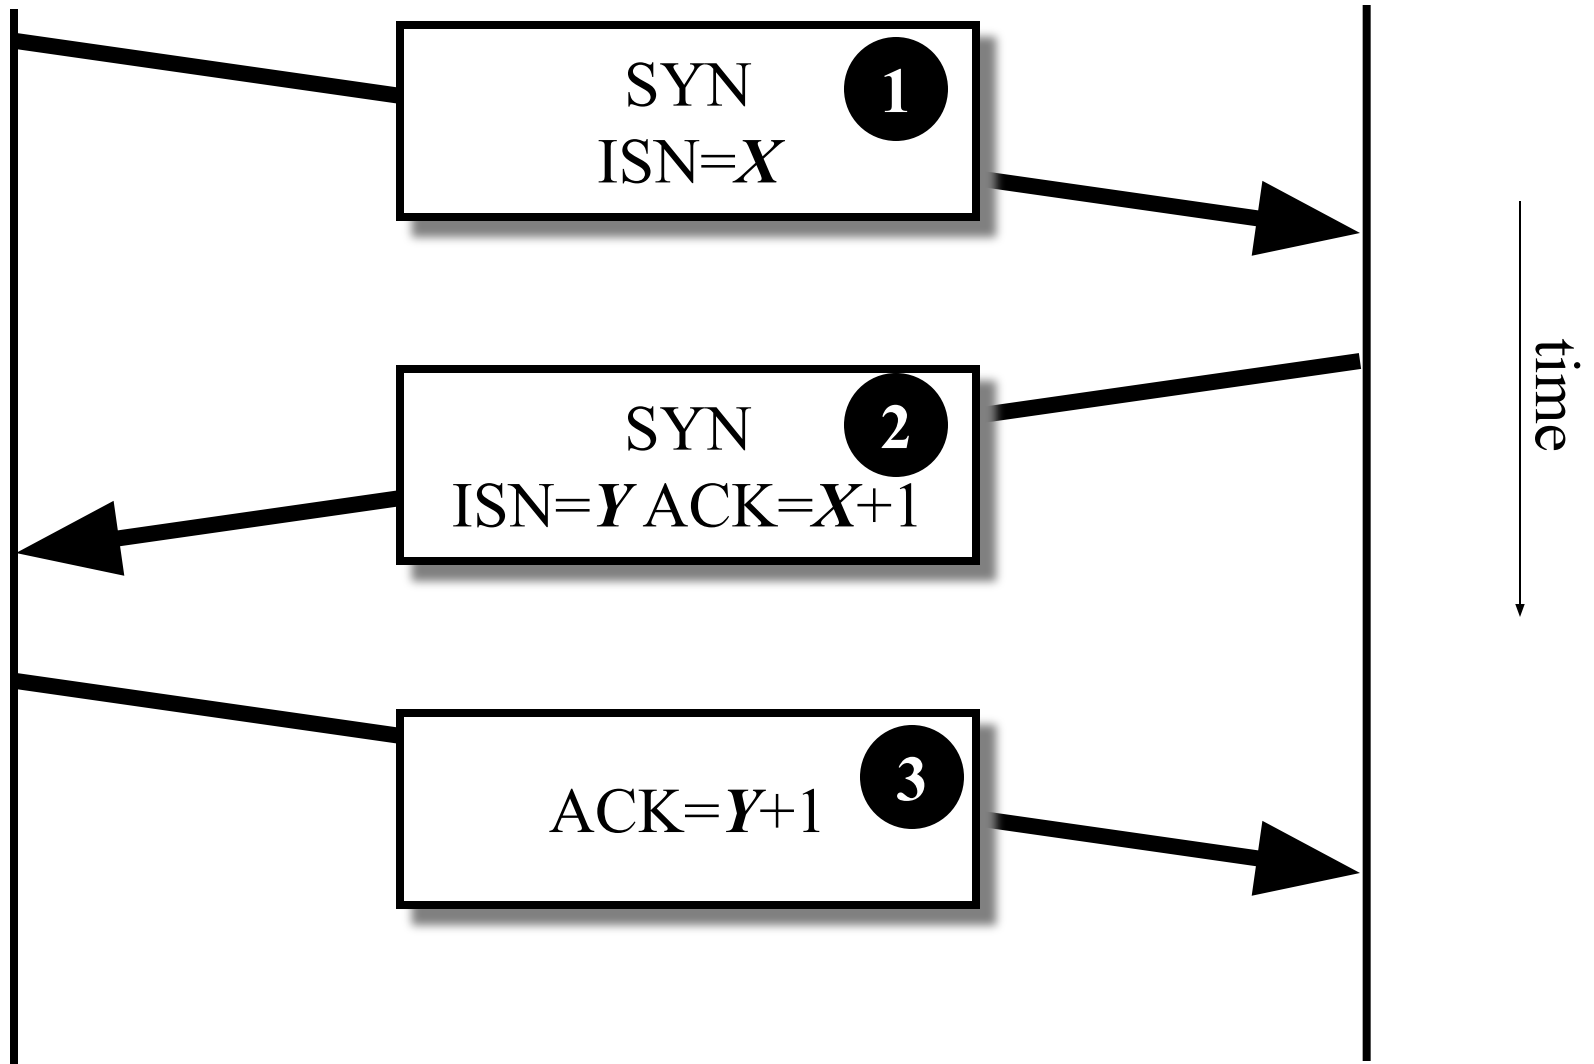 SYN
1
ISN=X
SYN
2
ISN=Y ACK=X+1
3
ACK=Y+1
time